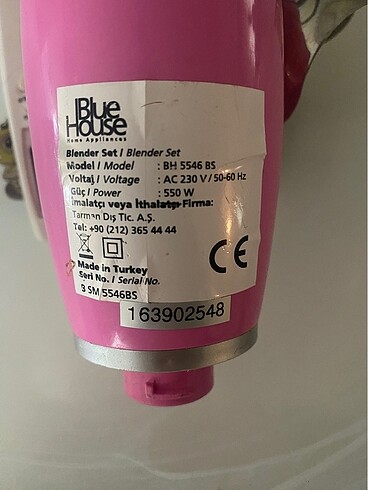 Blue
House
Home Appliances
Blender Set / Blender Set
Model / Model : BH 5546 BS
Voltaj / Voltage : AC 230 V / 50-60 Hz
Güç / Power : 550 W
İmalatçı veya İthalatçı Firma:
Tarman Dış Tic. A.Ş.
Tel: +90 (212) 365 44 44
CE
Made in Turkey
Seri No. / Serial No.
3 SM 5546BS
163902548